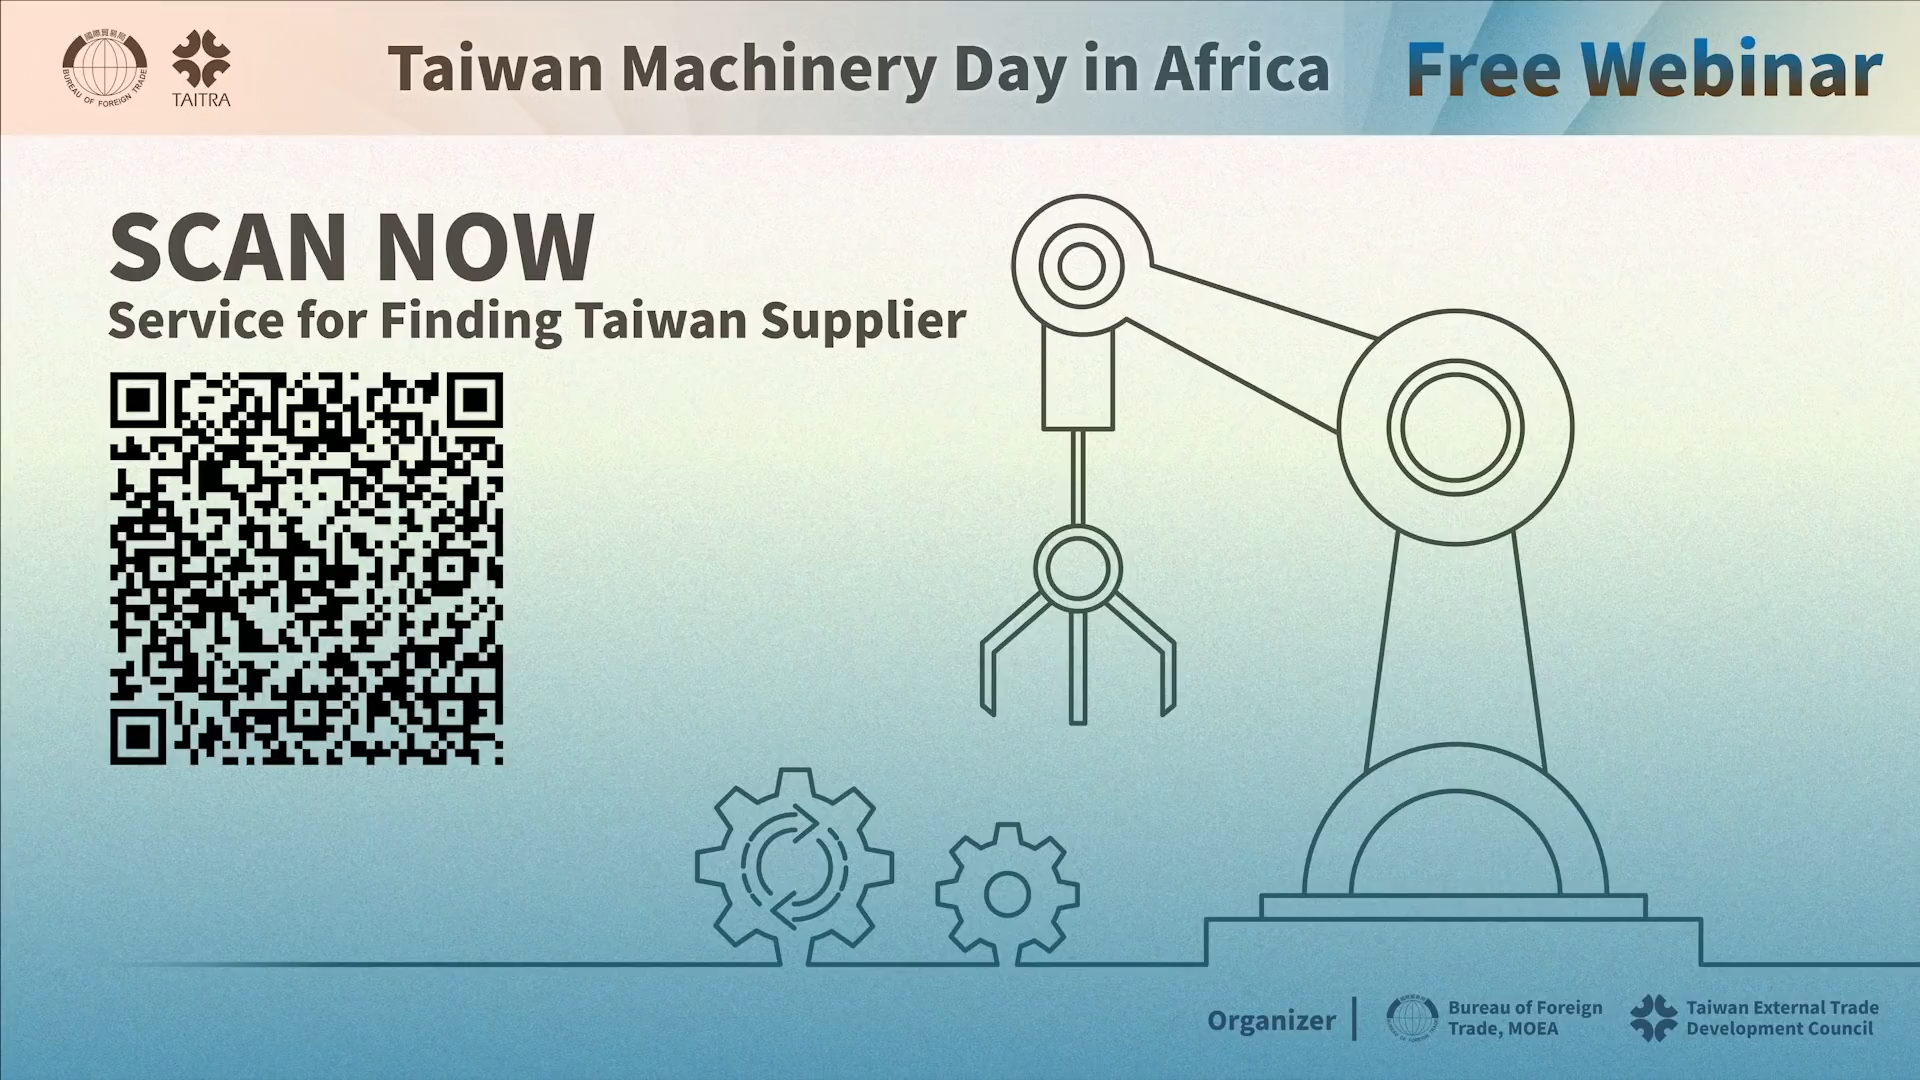 國際貿易局
BUREAU OF FOREIGN TRADE
TAITRA
Taiwan Machinery Day in Africa
Free Webinar
SCAN NOW
Service for Finding Taiwan Supplier
Organizer
Bureau of Foreign
Trade, MOEA
Taiwan External Trade
Development Council